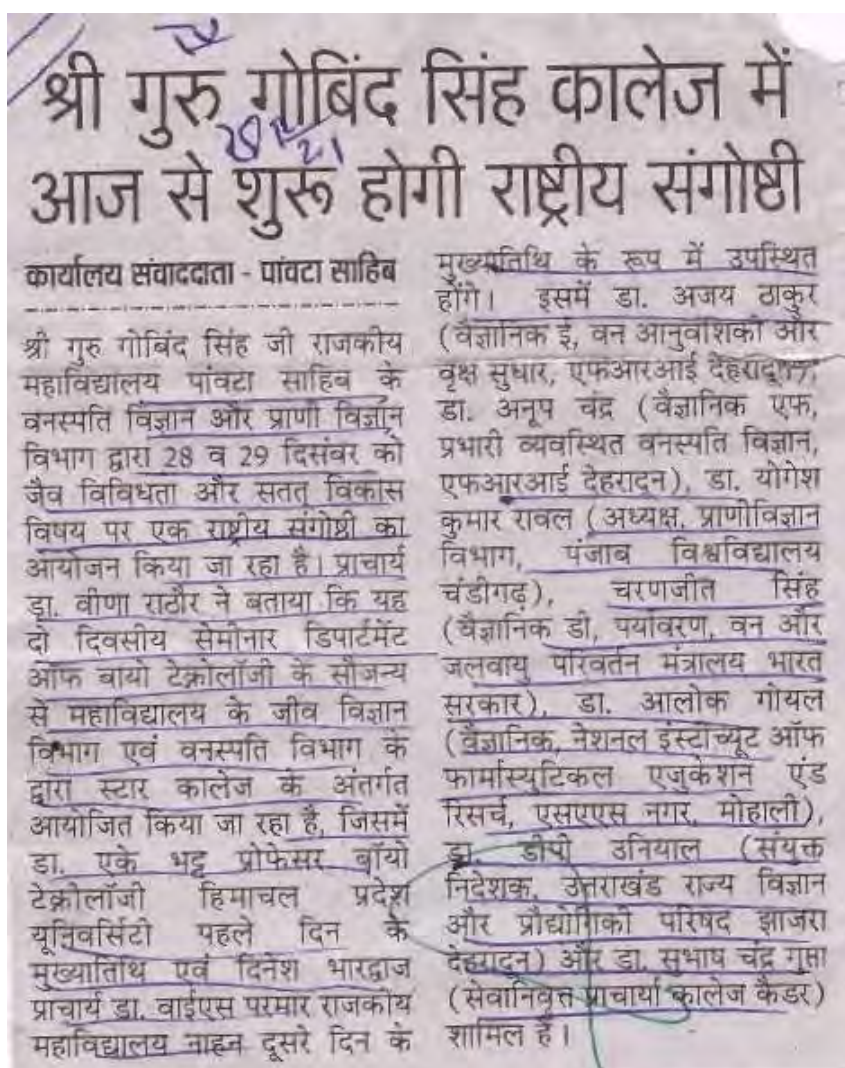 श्री गुरु गोबिंद सिंह कालेज में
आज से शुरू होगी राष्ट्रीय संगोष्ठी
कार्यालय संवाददाता - पांवटा साहिब
श्री गुरु गोबिंद सिंह जी राजकीय
महाविद्यालय पांवटा साहिब के
वनस्पति विज्ञान और प्राणी विज्ञान
विभाग द्वारा 28 व 29 दिसंबर को
जैव विविधता और सतत् विकास
विषय पर एक राष्ट्रीय संगोष्ठी का
आयोजन किया जा रहा है। प्राचार्य
डा. वीणा राठौर ने बताया कि यह
दो दिवसीय सेमीनार डिपार्टमेंट
ऑफ बायो टेक्नोलॉजी के सौजन्य
से महाविद्यालय के जीव विज्ञान
विभाग एवं वनस्पति विभाग के
द्वारा स्टार कालेज के अंतर्गत
आयोजित किया जा रहा है, जिसमें
डा. एके भट्ट प्रोफेसर बॉयो
टेक्नोलॉजी हिमाचल प्रदेश
यूनिवर्सिटी पहले दिन के
मुख्यातिथि एवं दिनेश भारद्वाज
प्राचार्य डा. वाईएस परमार राजकीय
महाविद्यालय नाहन दूसरे दिन के
मुख्यातिथि के रूप में उपस्थित
होंगे। इसमें डा. अजय ठाकुर
(वैज्ञानिक ई, वन आनुवांशिकी और
वृक्ष सुधार, एफआरआई देहरादून),
डा. अनूप चंद्र (वैज्ञानिक एफ,
प्रभारी व्यवस्थित वनस्पति विज्ञान,
एफआरआई देहरादून), डा. योगेश
कुमार रावल (अध्यक्ष, प्राणीविज्ञान
विभाग, पंजाब विश्वविद्यालय
चंडीगढ़), चरणजीत सिंह
(वैज्ञानिक डी, पर्यावरण, वन और
जलवायु परिवर्तन मंत्रालय भारत
सरकार), डा. आलोक गोयल
(वैज्ञानिक, नेशनल इंस्टीच्यूट ऑफ
फार्मास्युटिकल एजुकेशन एंड
रिसर्च, एसएएस नगर, मोहाली),
डा. डीपी उनियाल (संयुक्त
निदेशक, उत्तराखंड राज्य विज्ञान
और प्रौद्योगिकी परिषद झाजरा
देहरादून) और डा. सुभाष चंद्र गुप्ता
(सेवानिवृत्त प्राचार्या कालेज कैडर)
शामिल हैं।